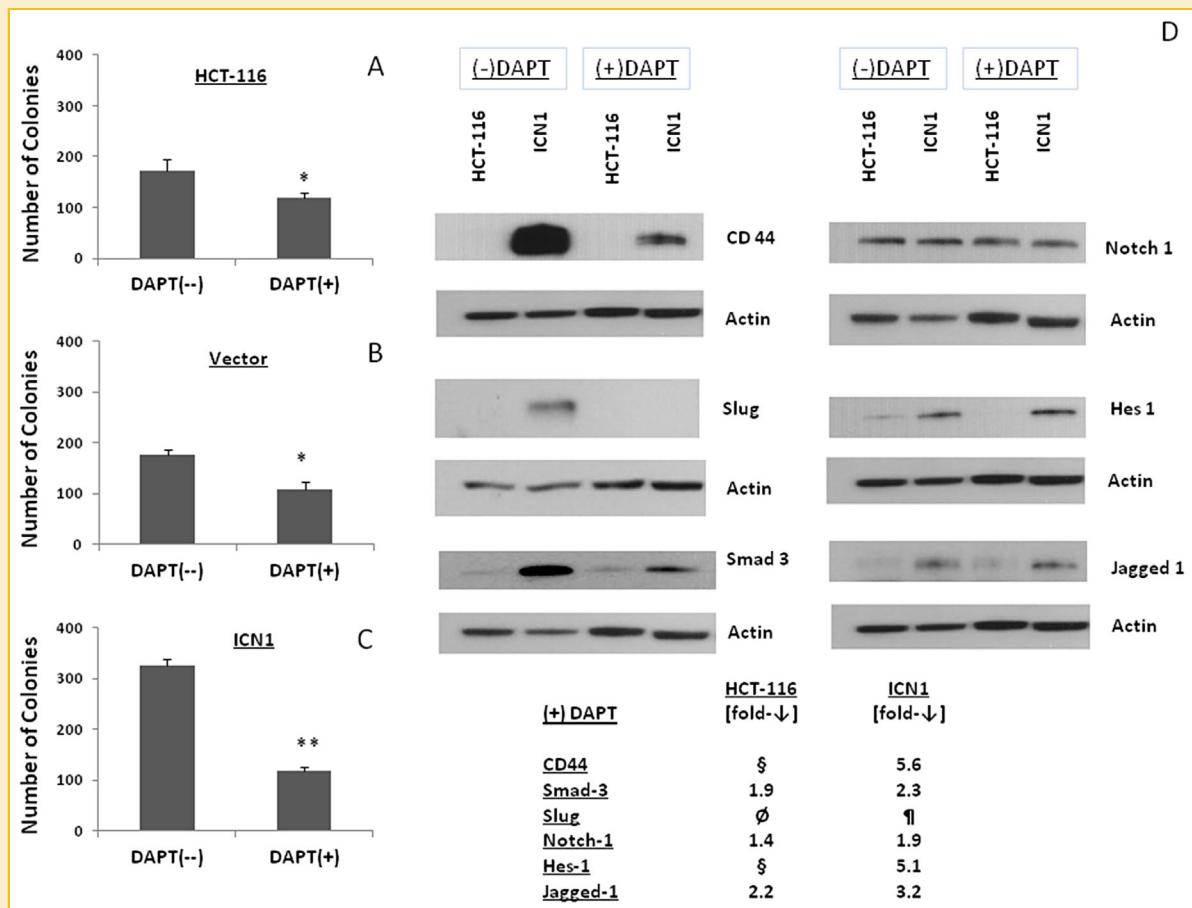 A
HCT-116
Number of Colonies
400
300
200
100
0
DAPT(--) DAPT(+)
*
B
Vector
Number of Colonies
400
300
200
100
0
DAPT(--) DAPT(+)
*
C
ICN1
Number of Colonies
400
300
200
100
0
DAPT(--) DAPT(+)
**
D
(-)DAPT (+)DAPT
HCT-116 ICN1 HCT-116 ICN1
CD 44
Actin
Slug
Actin
Smad 3
Actin
(-)DAPT (+)DAPT
HCT-116 ICN1 HCT-116 ICN1
Notch 1
Actin
Hes 1
Actin
Jagged 1
Actin
HCT-116 ICN1
(+) DAPT [fold-↓] [fold-↓]
CD44 § 5.6
Smad-3 1.9 2.3
Slug Ø ¶
Notch-1 1.4 1.9
Hes-1 § 5.1
Jagged-1 2.2 3.2